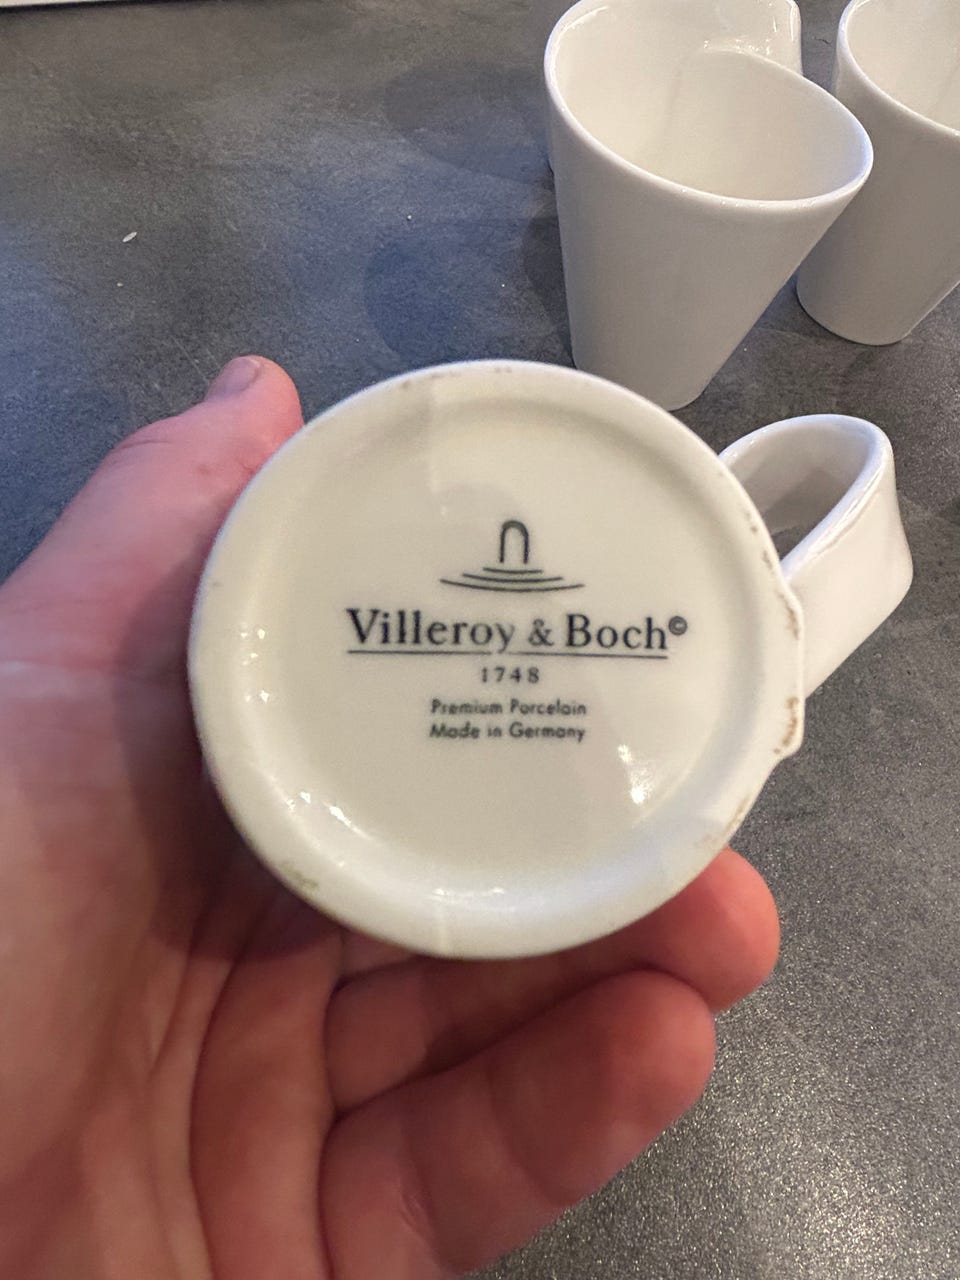 Villeroy & Boch©
1748
Premium Porcelain
Made in Germany